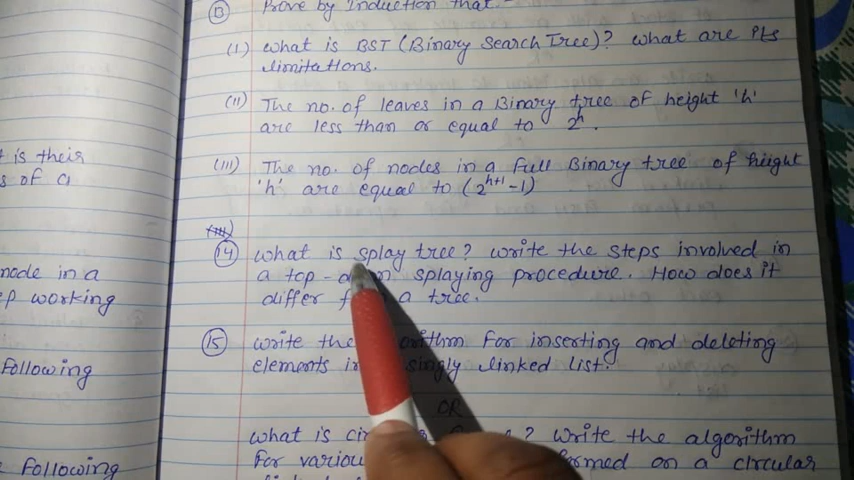 t is their
s of a
node in a
ep working
following
e following
(13) Prove by Induction that -
(i) What is BST (Binary Search Tree)? What are its
limitations.
(ii) The no. of leaves in a Binary tree of height 'h'
are less than or equal to 2^h.
(iii) The no. of nodes in a full Binary tree of height
'h' are equal to (2^h+1 -1)
(14) What is splay tree? Write the steps involved in
a top - splaying procedure. How does it
differ a tree.
(15) Write the for inserting and deleting
elements in singly linked list.
OR
What is ? Write the algorithm
for various on a circular